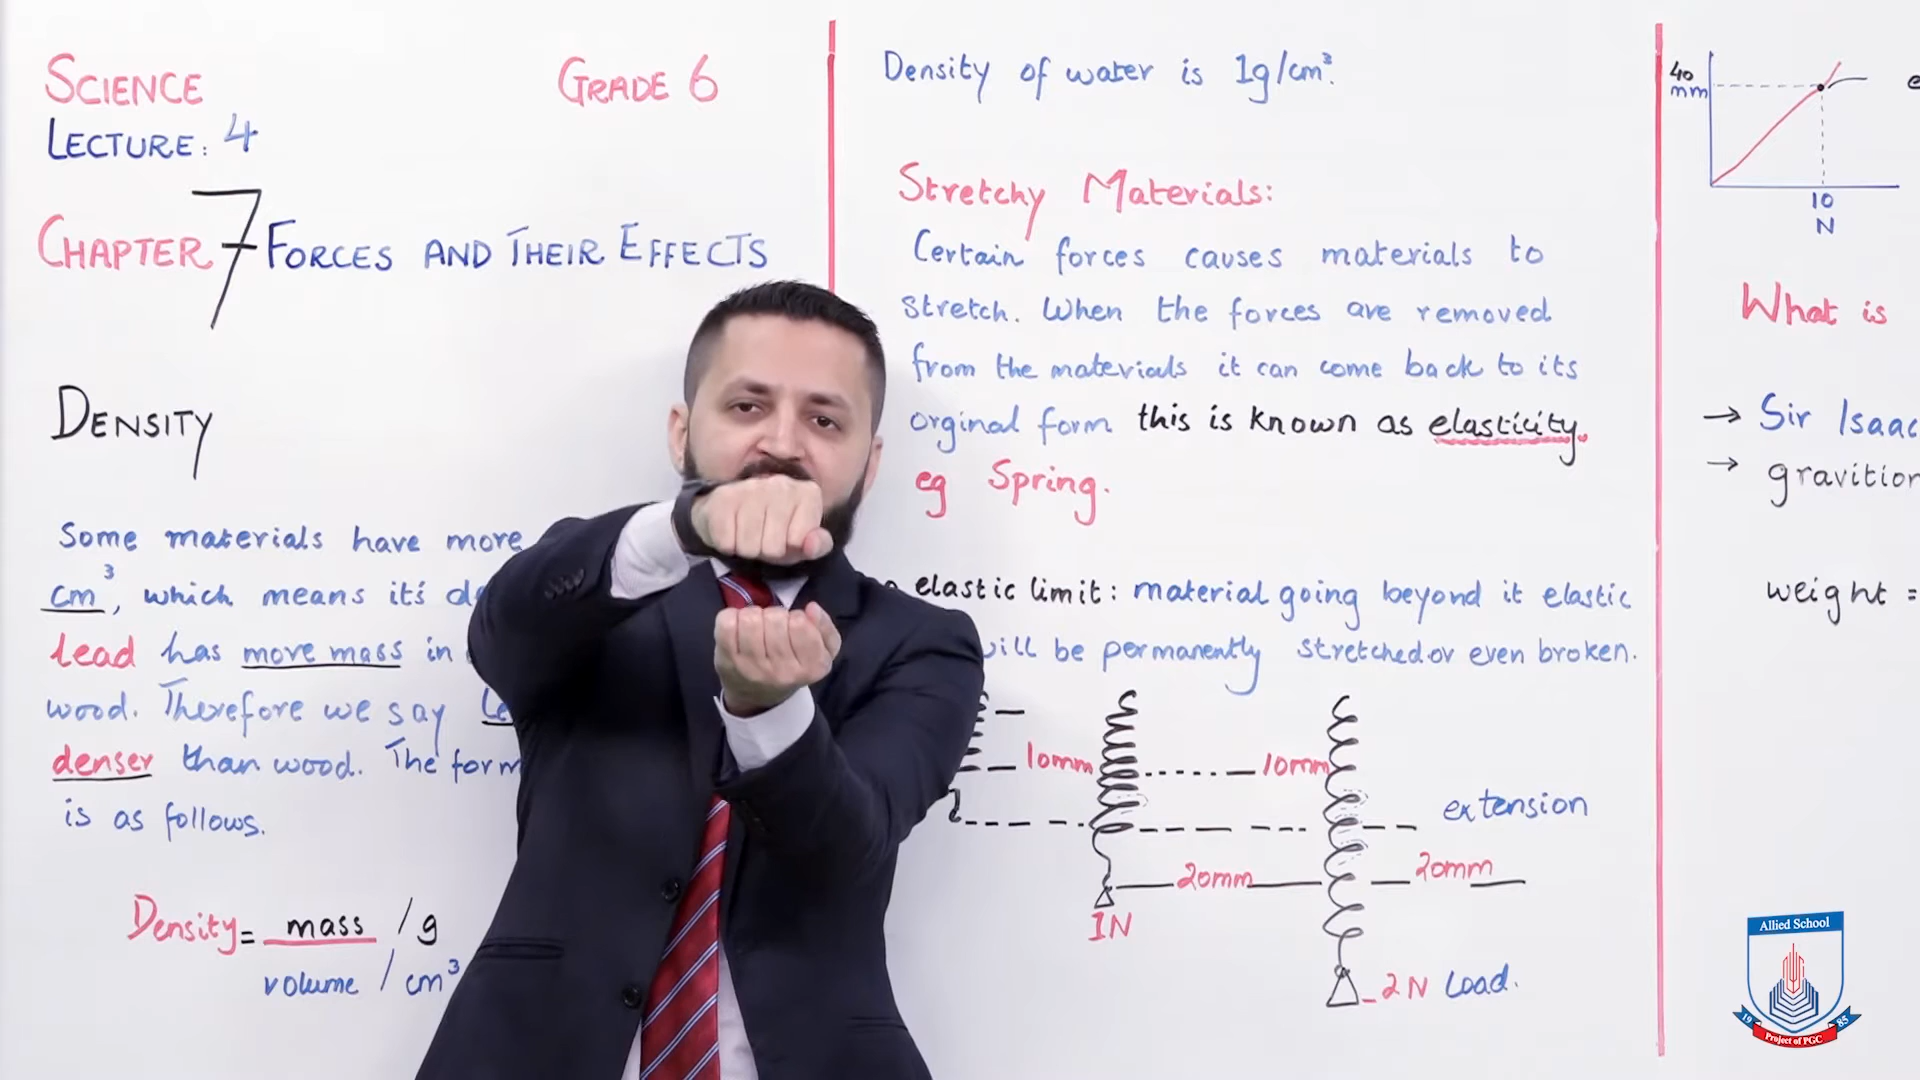 SCIENCE GRADE 6
LECTURE: 4
CHAPTER 7 FORCES AND THEIR EFFECTS
DENSITY
Some materials have more
cm³, which means it's
lead has more mass in
wood. Therefore we say
denser than wood. The
is as follows.
Density = mass / g
volume / cm³
Density of water is 1g/cm³.
Stretchy Materials:
Certain forces causes materials to
stretch. When the forces are removed
from the materials it can come back to its
orginal form this is known as elasticity.
eg Spring.
elastic limit: material going beyond it elastic
will be permanently stretched or even broken.
10mm 10mm
extension
20mm 20mm
1N
2N Load.
40
mm
10
N
What is
→ Sir Isaac
→
weight =
Allied School
19 85
Project of PGC